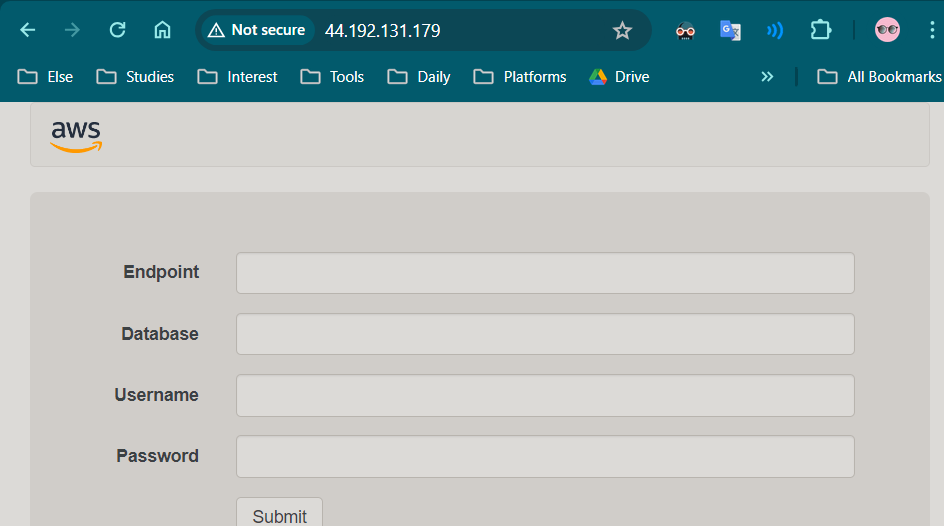 Not secure 44.192.131.179
Else Studies Interest Tools Daily Platforms Drive » All Bookmarks
aws
Endpoint
Database
Username
Password
Submit